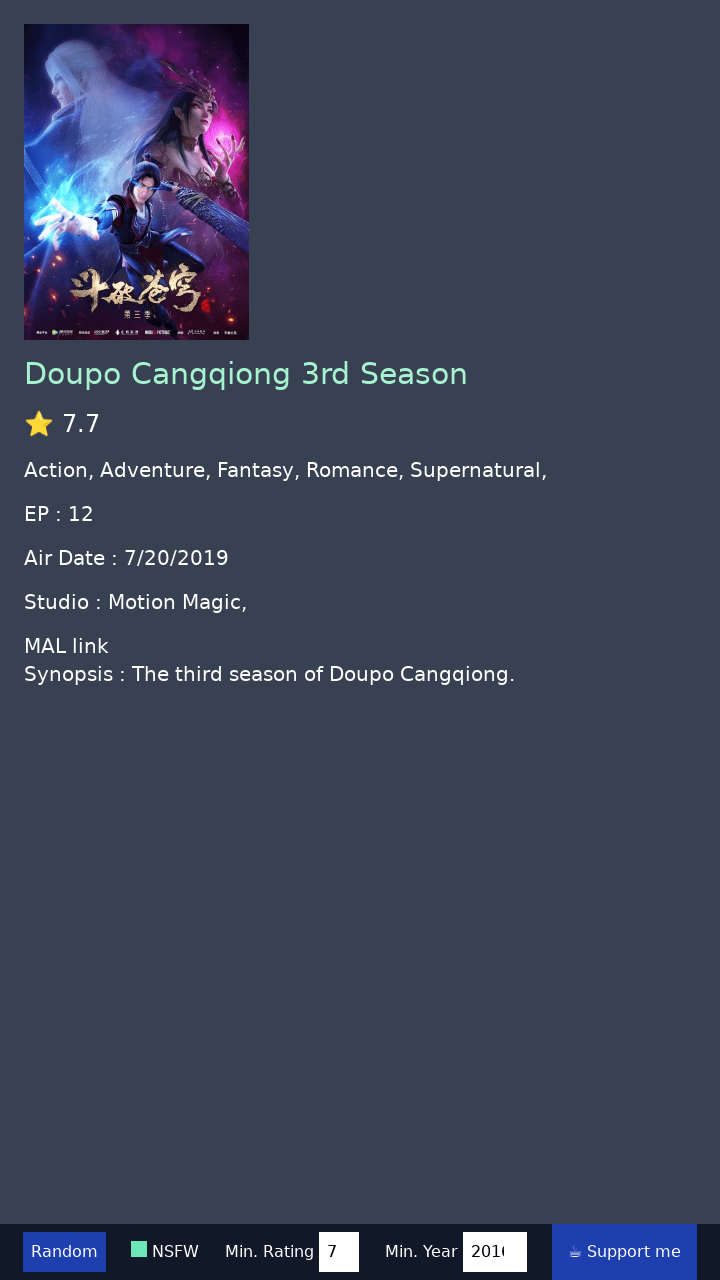 斗破苍穹
第三季
Doupo Cangqiong 3rd Season
7.7
Action, Adventure, Fantasy, Romance, Supernatural,
EP : 12
Air Date : 7/20/2019
Studio : Motion Magic,
MAL link
Synopsis : The third season of Doupo Cangqiong.
Random NSFW Min. Rating 7 Min. Year 2016 Support me